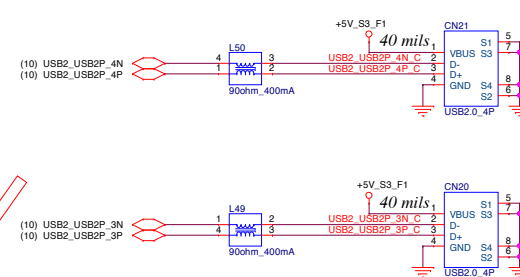 +5V_S3_F1
CN21
L50
40 mils
1 VBUS S1 5
S3 7
(10) USB2_USB2P_4N 4 3 USB2_USB2P_4N_C 2 D-
(10) USB2_USB2P_4P 1 2 USB2_USB2P_4P_C 3 D+
4 GND S4 8
S2 6
90ohm_400mA
USB2.0_4P
+5V_S3_F1
CN20
L49
40 mils
1 VBUS S1 5
S3 7
(10) USB2_USB2P_3N 1 2 USB2_USB2P_3N_C 2 D-
(10) USB2_USB2P_3P 4 3 USB2_USB2P_3P_C 3 D+
4 GND S4 8
S2 6
90ohm_400mA
USB2.0_4P